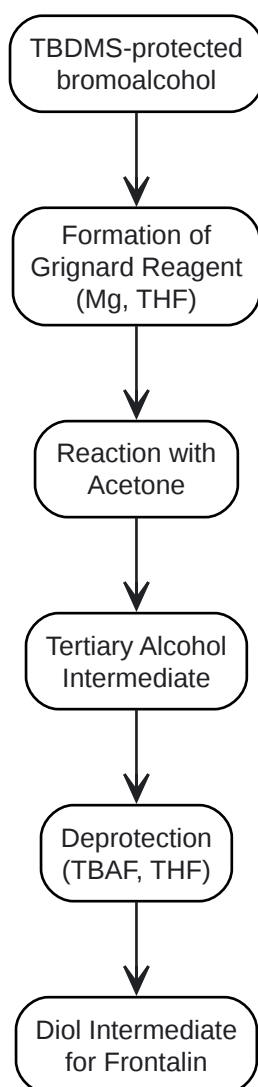 TBDMS-protected
bromoalcohol
Formation of
Grignard Reagent
(Mg, THF)
Reaction with
Acetone
Tertiary Alcohol
Intermediate
Deprotection
(TBAF, THF)
Diol Intermediate
for Frontalin